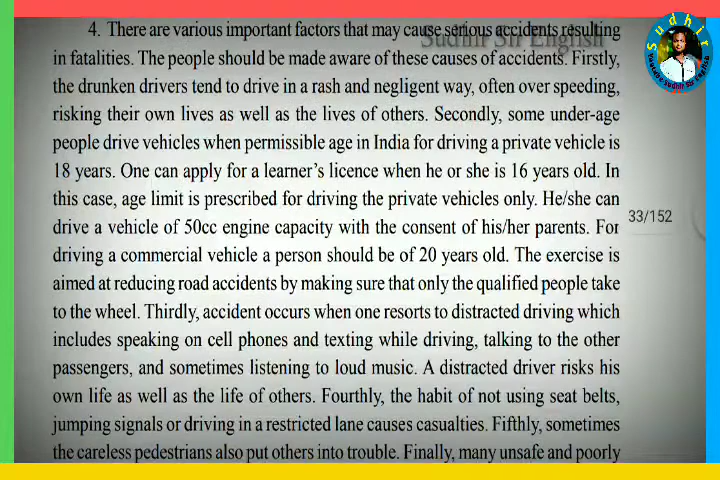 4. There are various important factors that may cause serious accidents resulting
Sudhir Sir English
in fatalities. The people should be made aware of these causes of accidents. Firstly,
the drunken drivers tend to drive in a rash and negligent way, often over speeding,
risking their own lives as well as the lives of others. Secondly, some under-age
people drive vehicles when permissible age in India for driving a private vehicle is
18 years. One can apply for a learner's licence when he or she is 16 years old. In
this case, age limit is prescribed for driving the private vehicles only. He/she can
drive a vehicle of 50cc engine capacity with the consent of his/her parents. For
driving a commercial vehicle a person should be of 20 years old. The exercise is
aimed at reducing road accidents by making sure that only the qualified people take
to the wheel. Thirdly, accident occurs when one resorts to distracted driving which
includes speaking on cell phones and texting while driving, talking to the other
passengers, and sometimes listening to loud music. A distracted driver risks his
own life as well as the life of others. Fourthly, the habit of not using seat belts,
jumping signals or driving in a restricted lane causes casualties. Fifthly, sometimes
the careless pedestrians also put others into trouble. Finally, many unsafe and poorly
33/152
Sudhir
Youtube sudhir sir english